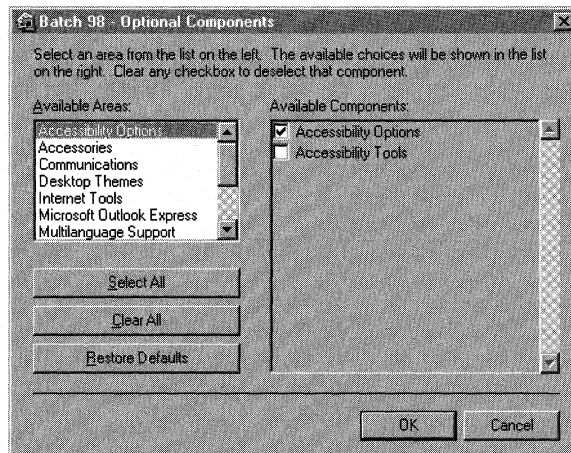 Batch 98 - Optional Components
Select an area from the list on the left. The available choices will be shown in the list
on the right. Clear any checkbox to deselect that component.
Available Areas:
Accessibility Options
Accessories
Communications
Desktop Themes
Internet Tools
Microsoft Outlook Express
Multilanguage Support
Select All
Clear All
Restore Defaults
Available Components:
Accessibility Options
Accessibility Tools
OK
Cancel